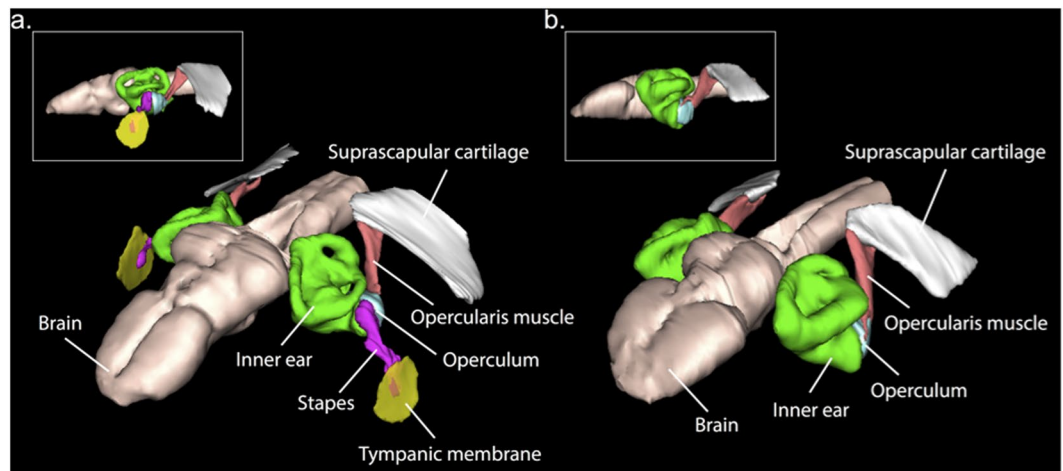 a.
Suprascapular cartilage
Opercularis muscle
Brain
Inner ear
Operculum
Stapes
Tympanic membrane
b.
Suprascapular cartilage
Opercularis muscle
Operculum
Inner ear
Brain